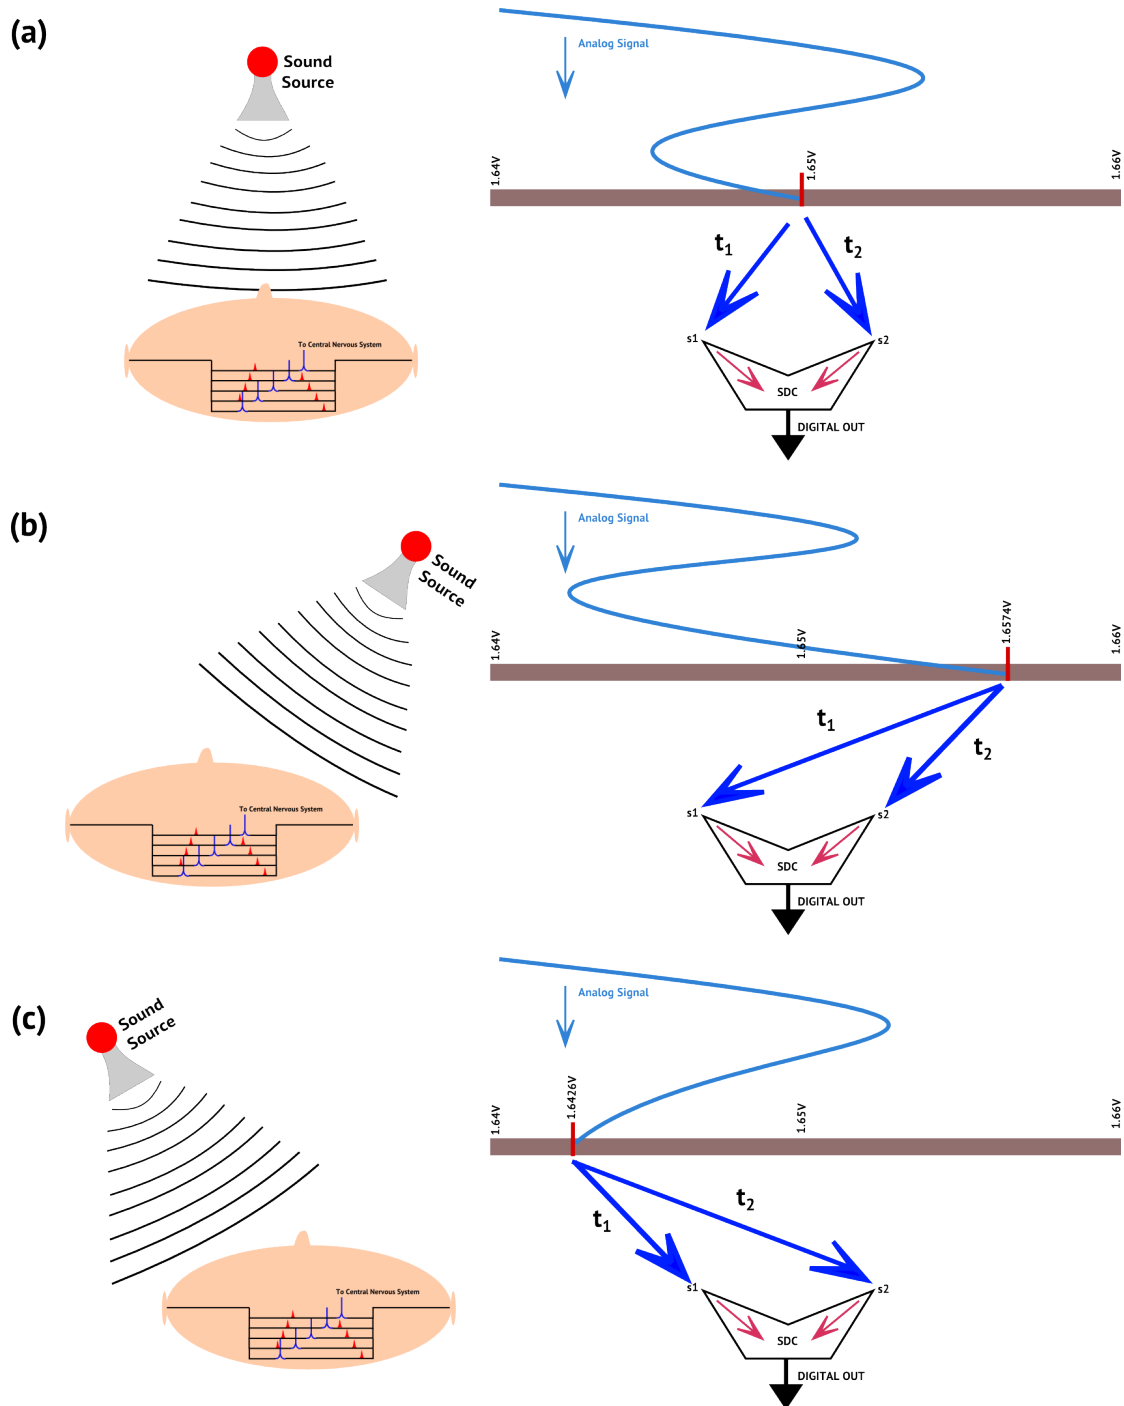 (a)
Sound
Source
To Central Nervous System
Analog Signal
1.64V
1.65V
1.66V
t1
t2
s1
s2
SDC
DIGITAL OUT
(b)
Sound
Source
To Central Nervous System
Analog Signal
1.64V
1.65V
1.6574V
1.66V
t1
t2
s1
s2
SDC
DIGITAL OUT
(c)
Sound
Source
To Central Nervous System
Analog Signal
1.64V
1.6426V
1.65V
1.66V
t1
t2
s1
s2
SDC
DIGITAL OUT